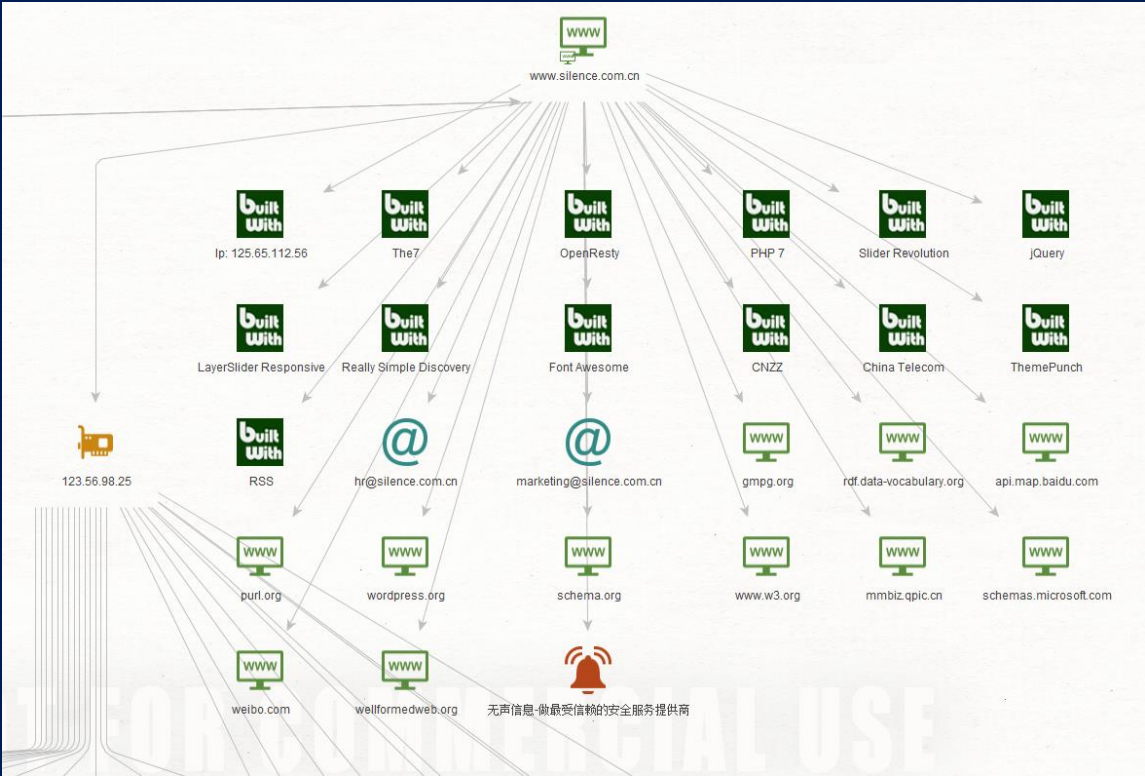 www
www
www.silence.com.cn
built With
built With
built With
built With
built With
built With
Ip: 125.65.112.56
The7
OpenResty
PHP 7
Slider Revolution
jQuery
built With
built With
built With
built With
built With
built With
LayerSlider Responsive
Really Simple Discovery
Font Awesome
CNZZ
China Telecom
ThemePunch
built With
@
@
WWW
WWW
WWW
123.56.98.25
RSS
hr@silence.com.cn
marketing@silence.com.cn
gmpg.org
rdf.data-vocabulary.org
api.map.baidu.com
WWW
WWW
WWW
WWW
WWW
WWW
purl.org
wordpress.org
schema.org
www.w3.org
mmbiz.qpic.cn
schemas.microsoft.com
WWW
WWW
weibo.com
wellformedweb.org
无声信息-做最受信赖的安全服务提供商
T FOR COMMERCIAL USE